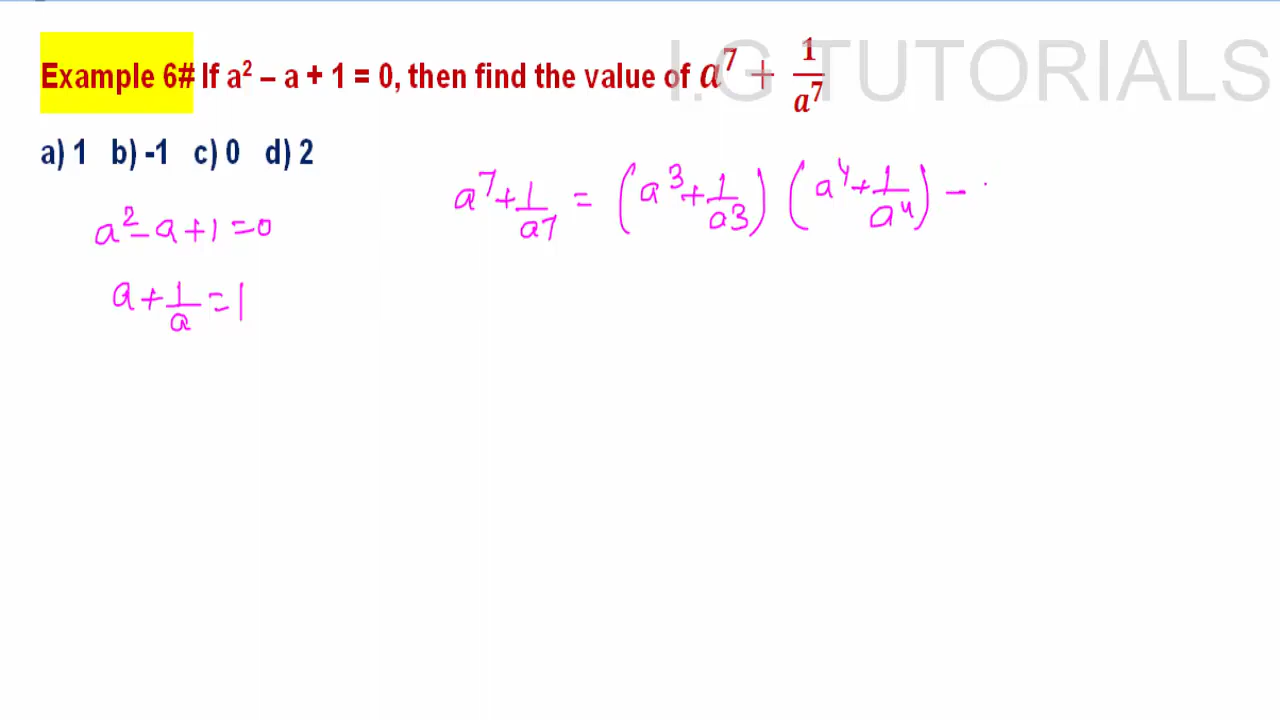 I.G TUTORIALS
Example 6# If a² – a + 1 = 0, then find the value of a⁷ + 1/a⁷
a) 1 b) -1 c) 0 d) 2
a⁷ + 1/a⁷ = (a³ + 1/a³) (a⁴ + 1/a⁴) –
a² – a + 1 = 0
a + 1/a = 1